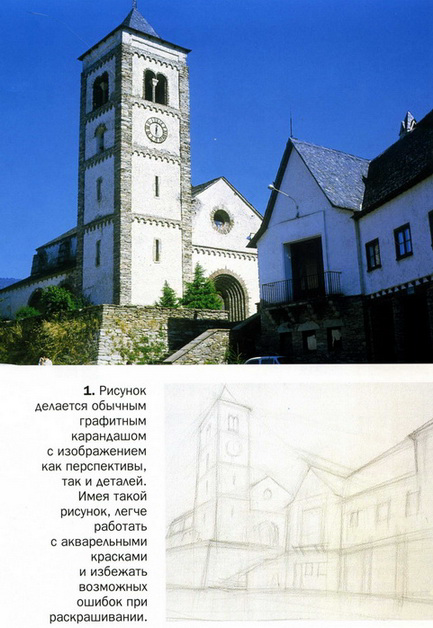 1. Рисунок
делается обычным
графитным
карандашом
с изображением
как перспективы,
так и деталей.
Имея такой
рисунок, легче
работать
с акварельными
красками
и избежать
возможных
ошибок при
раскрашивании.